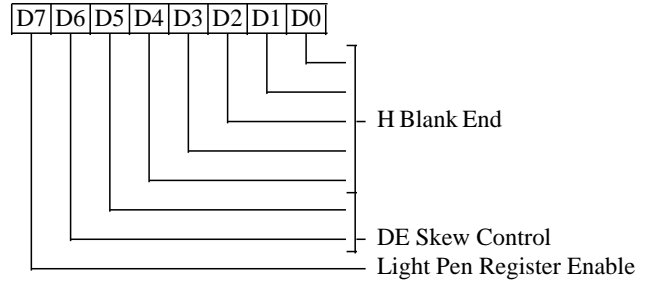 D7 D6 D5 D4 D3 D2 D1 D0
H Blank End
DE Skew Control
Light Pen Register Enable